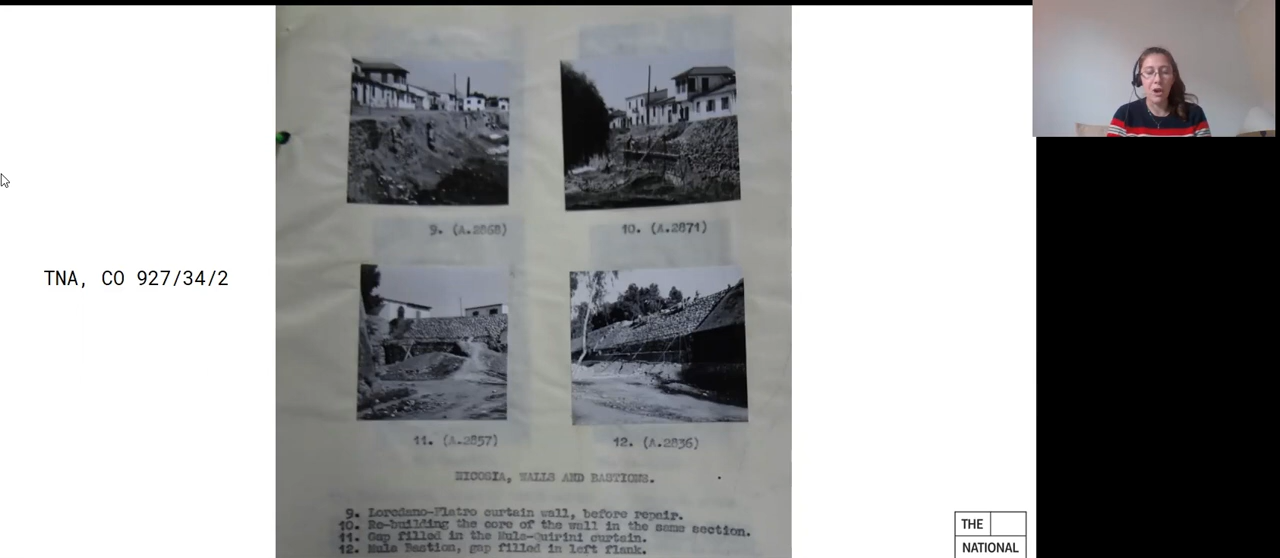 TNA, CO 927/34/2
9. (A.2868)
10. (A.2871)
11. (A.2857)
12. (A.2836)
NICOSIA, WALLS AND BASTIONS.
9. Loredano-Flatro curtain wall, before repair.
10. Re-building the core of the wall in the same section.
11. Gap filled in the Mula-Quirini curtain.
12. Mula Bastion, gap filled in left flank.
THE
NATIONAL